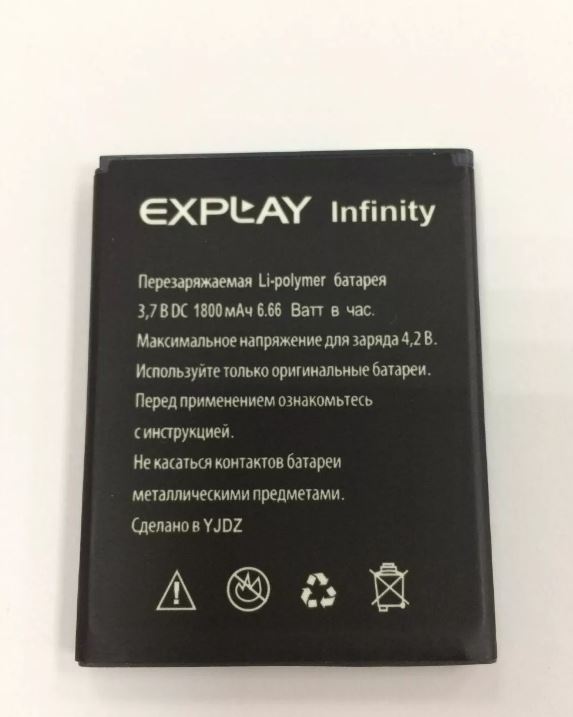 EXPLAY Infinity
Перезаряжаемая Li-polymer батарея
3,7 В DC 1800 мАч 6.66 Ватт в час.
Максимальное напряжение для заряда 4,2 В.
Используйте только оригинальные батареи.
Перед применением ознакомьтесь
с инструкцией.
Не касаться контактов батареи
металлическими предметами.
Сделано в YJDZ